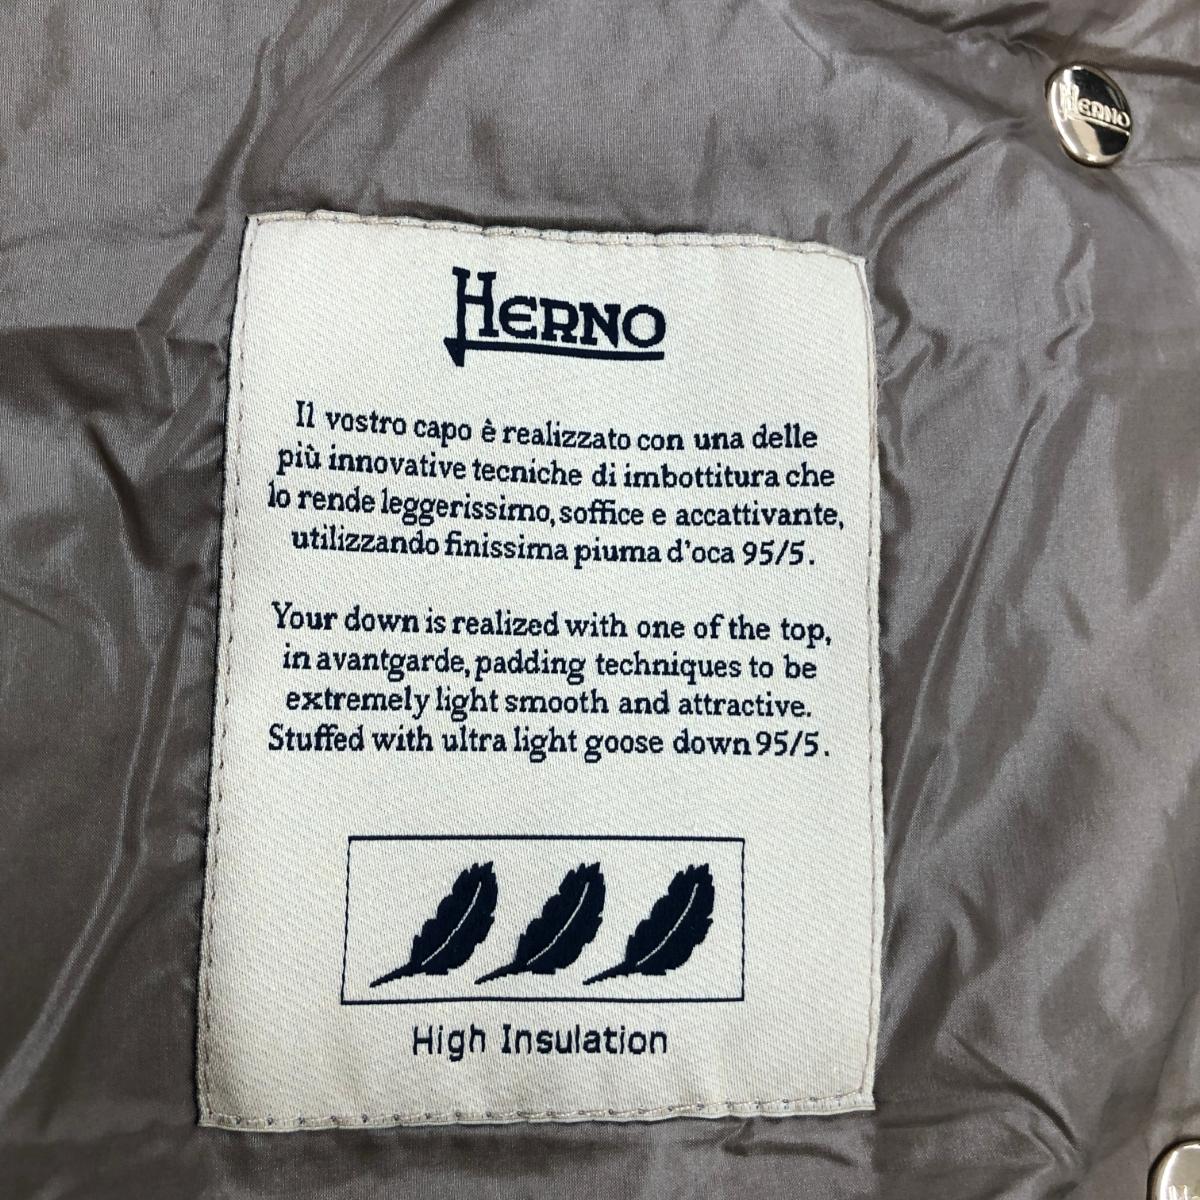 HERNO
HERNO
Il vostro capo è realizzato con una delle
più innovative tecniche di imbottitura che
lo rende leggerissimo, soffice e accattivante,
utilizzando finissima piuma d'oca 95/5.
Your down is realized with one of the top,
in avantgarde, padding techniques to be
extremely light smooth and attractive.
Stuffed with ultra light goose down 95/5.
High Insulation